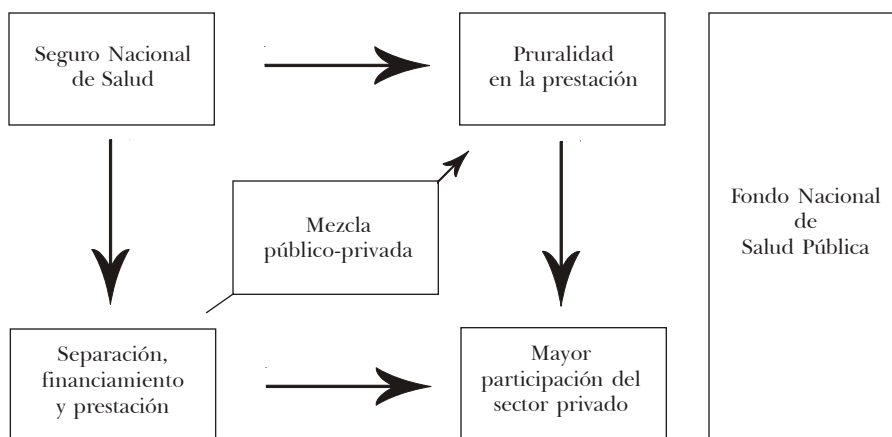 Seguro Nacional
de Salud
Pruralidad
en la prestación
Mezcla
público-privada
Fondo Nacional
de
Salud Pública
Separación,
financiamiento
y prestación
Mayor
participación del
sector privado